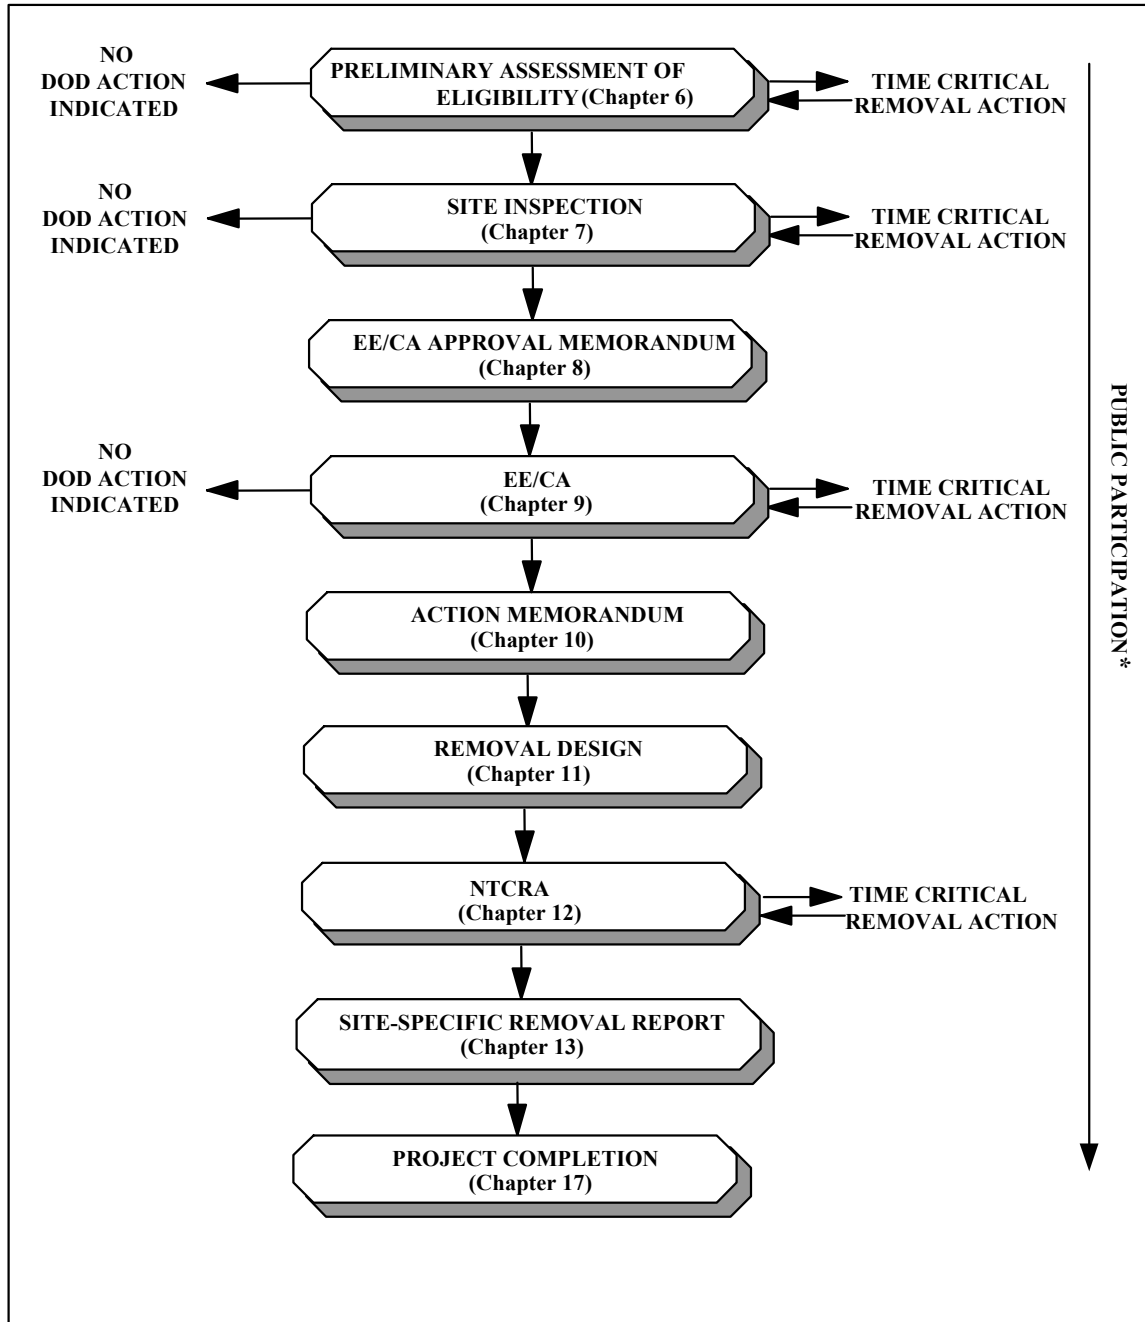 NO
DOD ACTION
INDICATED
PRELIMINARY ASSESSMENT OF
ELIGIBILITY (Chapter 6)
TIME CRITICAL
REMOVAL ACTION
NO
DOD ACTION
INDICATED
SITE INSPECTION
(Chapter 7)
TIME CRITICAL
REMOVAL ACTION
EE/CA APPROVAL MEMORANDUM
(Chapter 8)
NO
DOD ACTION
INDICATED
EE/CA
(Chapter 9)
TIME CRITICAL
REMOVAL ACTION
ACTION MEMORANDUM
(Chapter 10)
REMOVAL DESIGN
(Chapter 11)
NTCRA
(Chapter 12)
TIME CRITICAL
REMOVAL ACTION
SITE-SPECIFIC REMOVAL REPORT
(Chapter 13)
PROJECT COMPLETION
(Chapter 17)
PUBLIC PARTICIPATION*